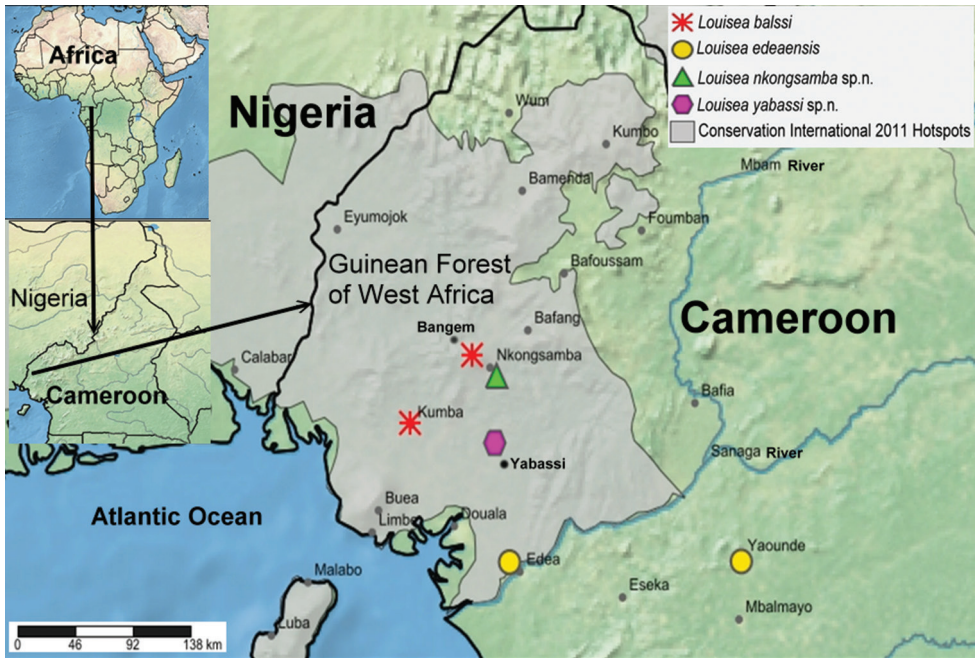 Africa
Nigeria
Cameroon
Nigeria
Louisea balssi
Louisea edeaensis
Louisea nkongsamba sp.n.
Louisea yabassi sp.n.
Conservation International 2011 Hotspots
Wum
Kumbo
Mbam River
Bamenda
Eyumojok
Foumban
Guinean Forest
of West Africa
Bafoussam
Cameroon
Bangem
Bafang
Calabar
Nkongsamba
Bafia
Kumba
Sanaga River
Yabassi
Buea
Atlantic Ocean
Limbe
Douala
Yaounde
Edea
Malabo
Eseka
Mbalmayo
Luba
0 46 92 138 km